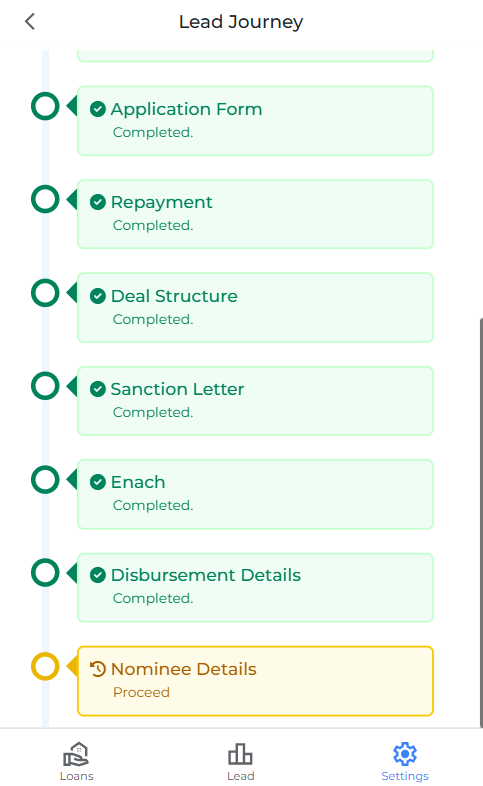 Lead Journey
Application Form
Completed.
Repayment
Completed.
Deal Structure
Completed.
Sanction Letter
Completed.
Enach
Completed.
Disbursement Details
Completed.
Nominee Details
Proceed
Loans Lead Settings